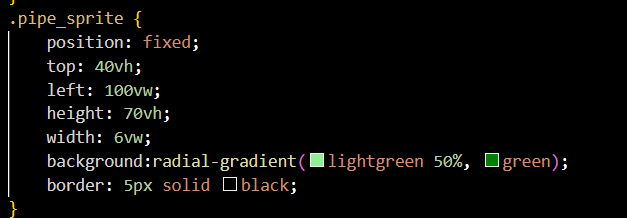 }
.pipe_sprite {
position: fixed;
top: 40vh;
left: 100vw;
height: 70vh;
width: 6vw;
background:radial-gradient(lightgreen 50%, green);
border: 5px solid black;
}